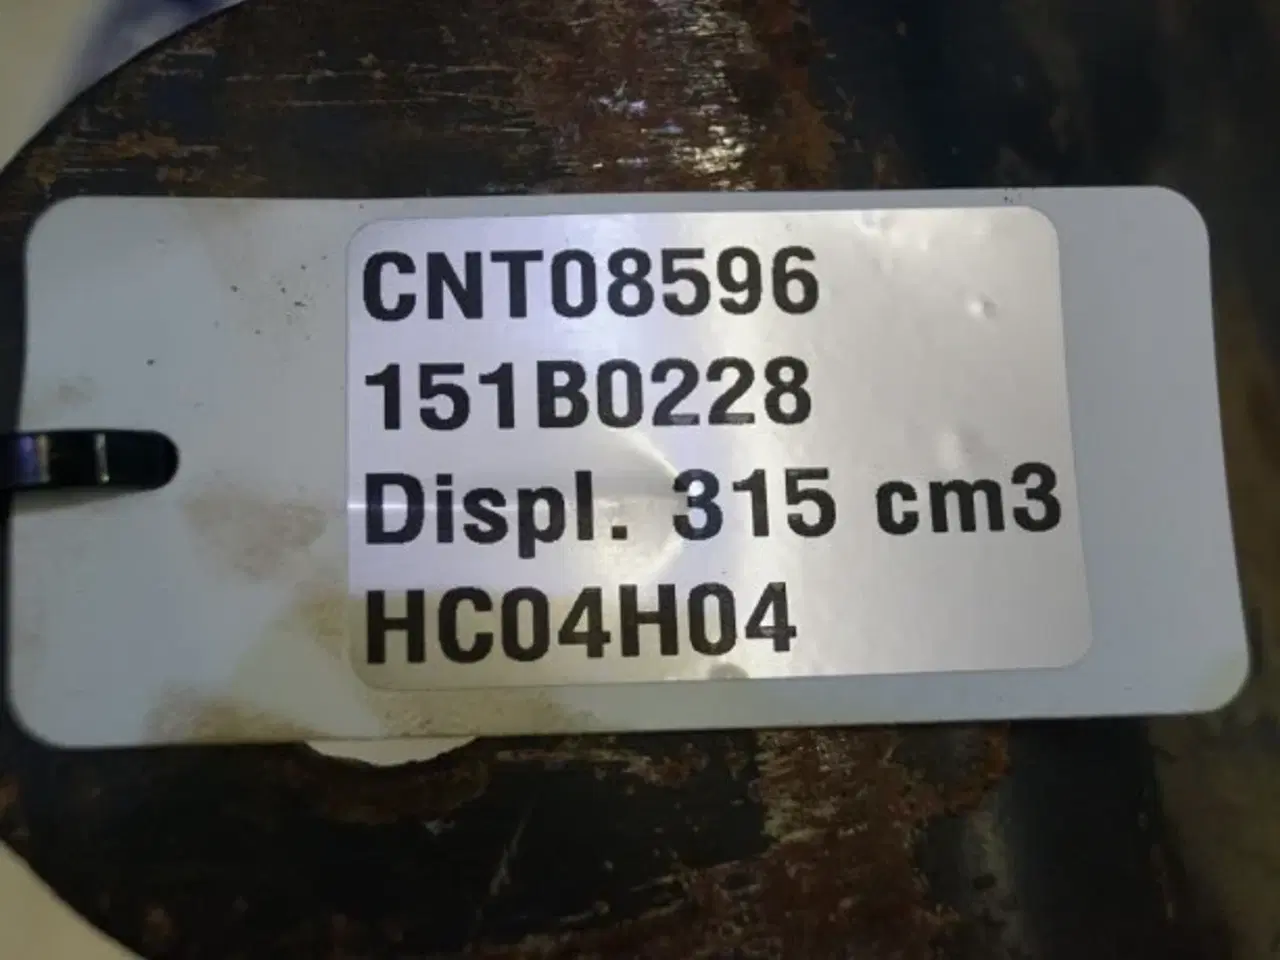 CNT08596
151B0228
Displ. 315 cm3
HC04H04